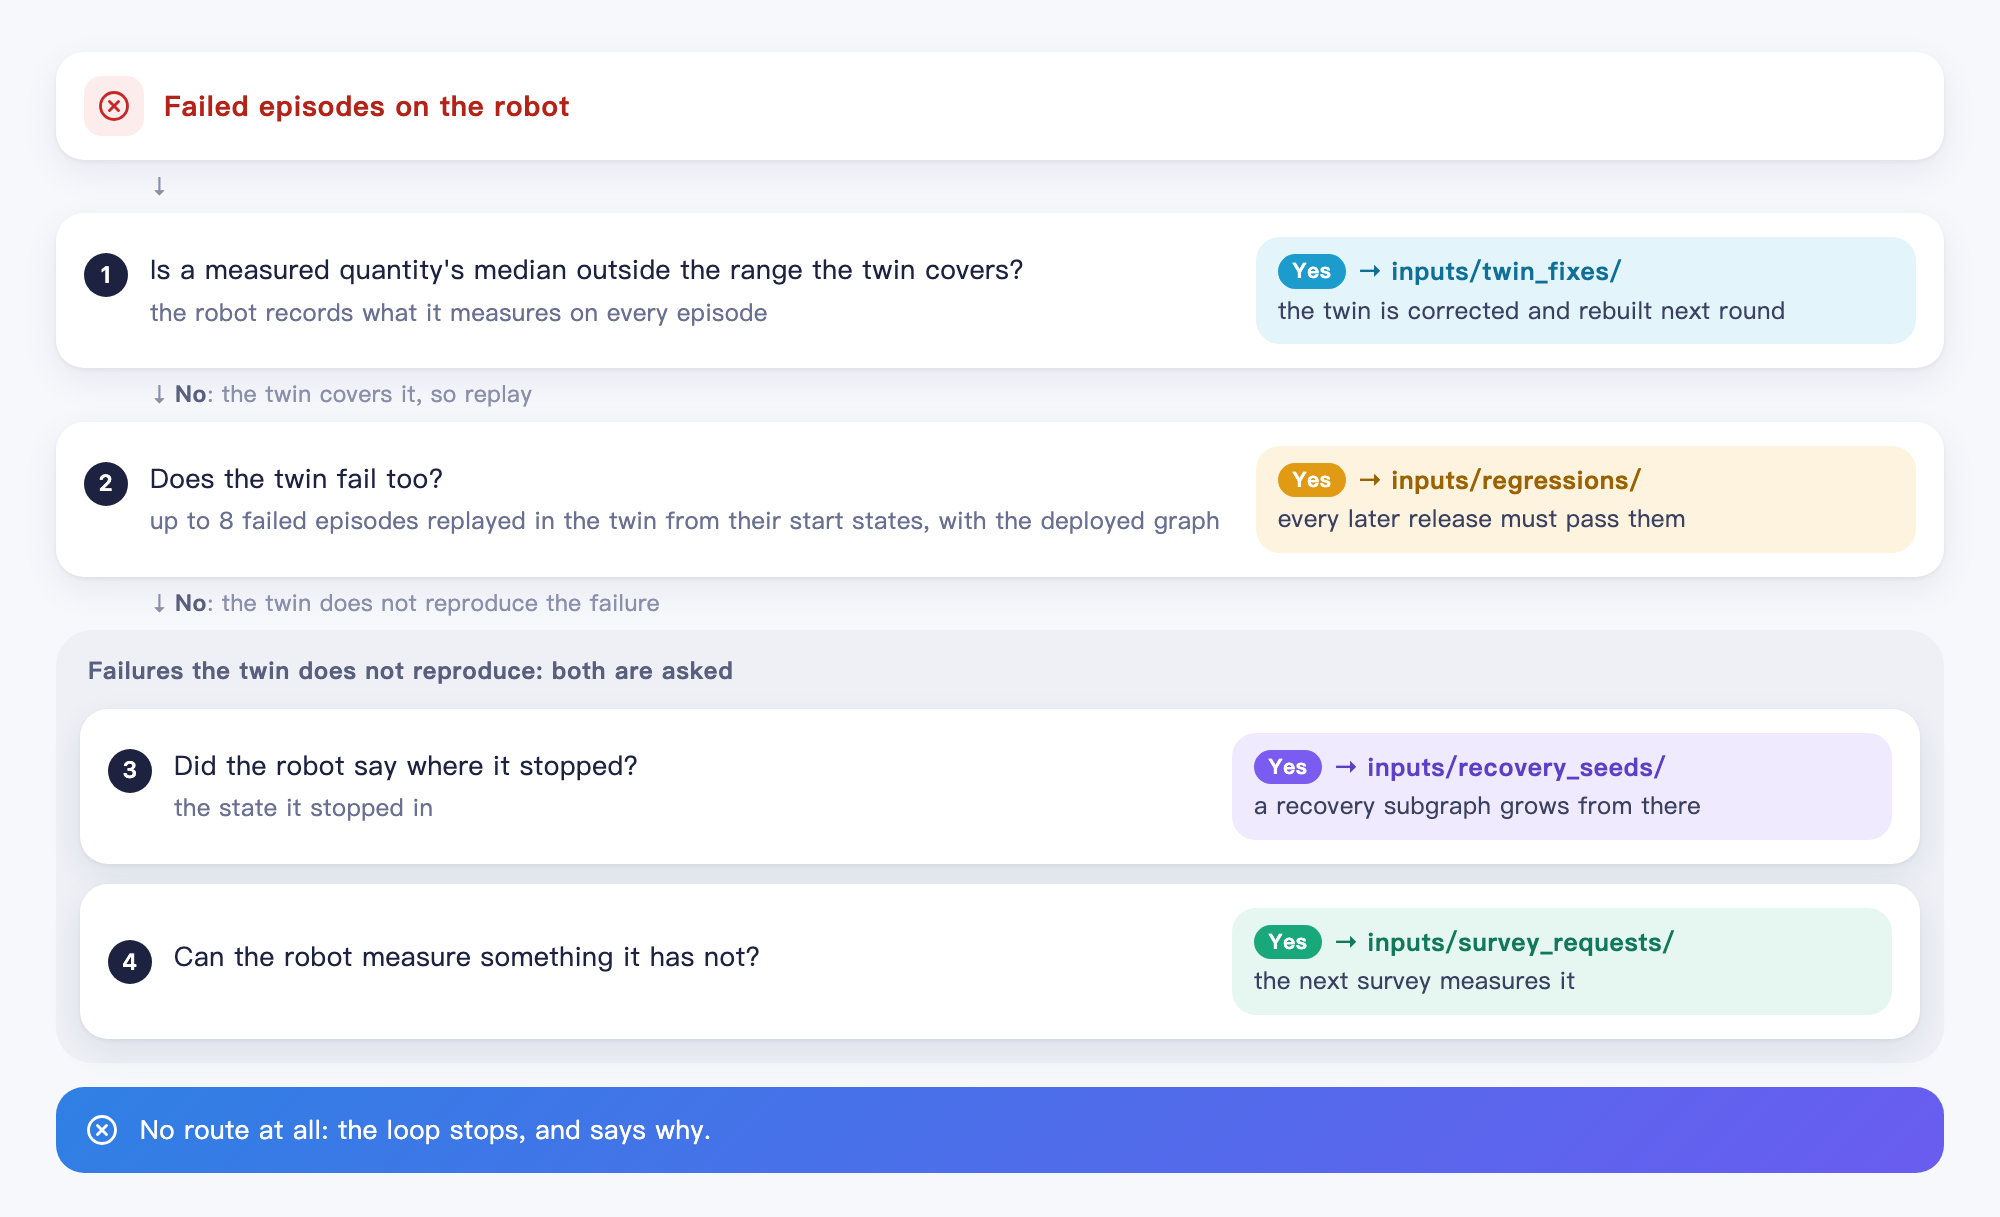 Failed episodes on the robot
↓
1 Is a measured quantity's median outside the range the twin covers?
the robot records what it measures on every episode
Yes → inputs/twin_fixes/
the twin is corrected and rebuilt next round
↓ No: the twin covers it, so replay
2 Does the twin fail too?
up to 8 failed episodes replayed in the twin from their start states, with the deployed graph
Yes → inputs/regressions/
every later release must pass them
↓ No: the twin does not reproduce the failure
Failures the twin does not reproduce: both are asked
3 Did the robot say where it stopped?
the state it stopped in
Yes → inputs/recovery_seeds/
a recovery subgraph grows from there
4 Can the robot measure something it has not?
Yes → inputs/survey_requests/
the next survey measures it
No route at all: the loop stops, and says why.